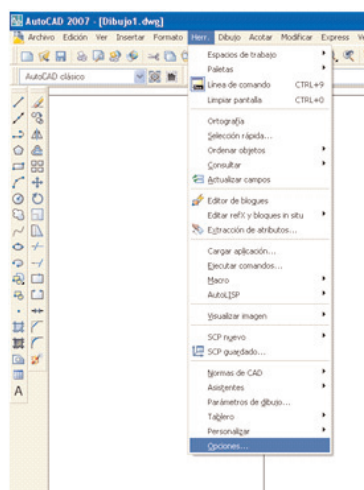 AutoCAD 2007 - [Dibujo1.dwg]
Archivo Edición Ver Insertar Formato Herr. Dibujo Acotar Modificar Express
AutoCAD clásico
Espacios de trabajo
Paletas
Línea de comando CTRL+9
Limpiar pantalla CTRL+0
Ortografía
Selección rápida...
Ordenar objetos
Consultar
Actualizar campos
Editor de bloques
Editar refX y bloques in situ
Extracción de atributos...
Cargar aplicación...
Ejecutar comandos...
Macro
AutoLISP
Visualizar imagen
SCP nuevo
SCP guardado...
Normas de CAD
Asistentes
Parámetros de dibujo...
Tablero
Personalizar
Opciones...
A